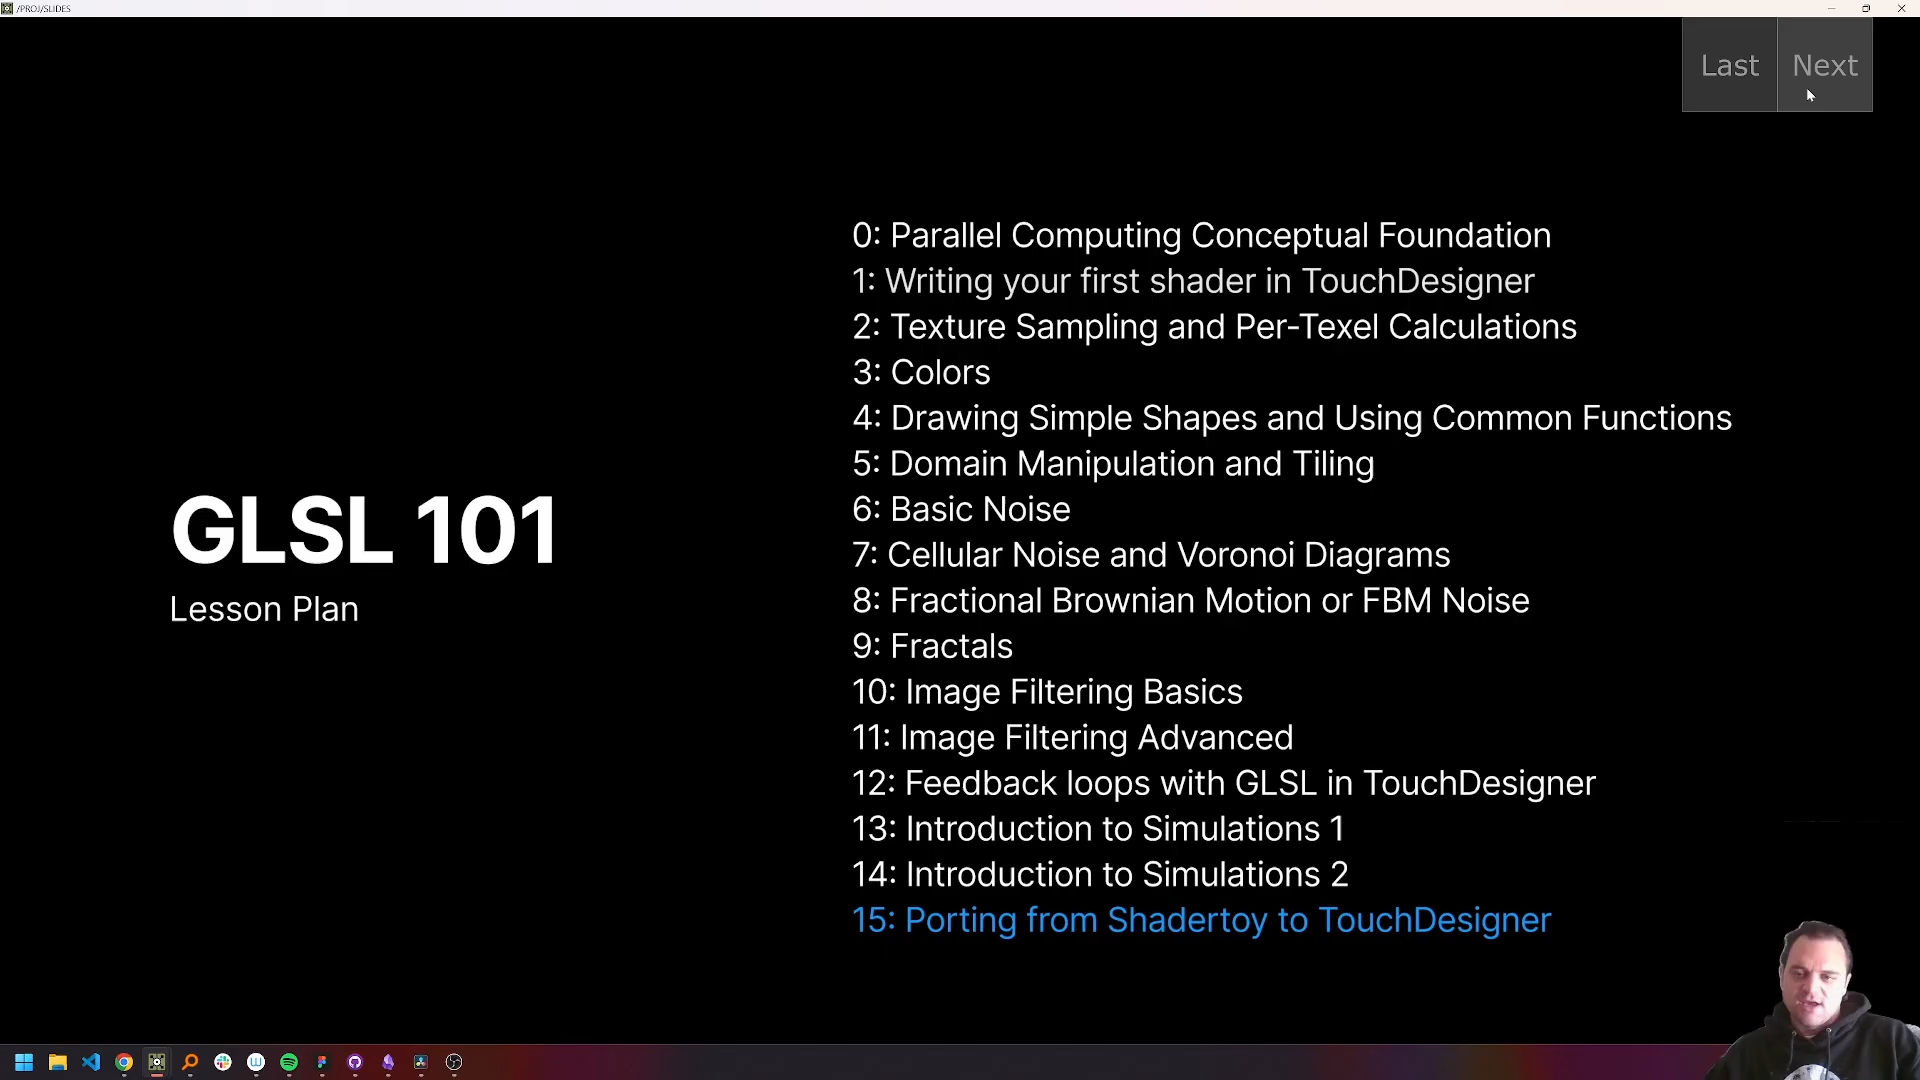 /PROJ/SLIDES
Last Next
0: Parallel Computing Conceptual Foundation
1: Writing your first shader in TouchDesigner
2: Texture Sampling and Per-Texel Calculations
3: Colors
4: Drawing Simple Shapes and Using Common Functions
5: Domain Manipulation and Tiling
6: Basic Noise
7: Cellular Noise and Voronoi Diagrams
8: Fractional Brownian Motion or FBM Noise
9: Fractals
10: Image Filtering Basics
11: Image Filtering Advanced
12: Feedback loops with GLSL in TouchDesigner
13: Introduction to Simulations 1
14: Introduction to Simulations 2
15: Porting from Shadertoy to TouchDesigner
GLSL 101
Lesson Plan